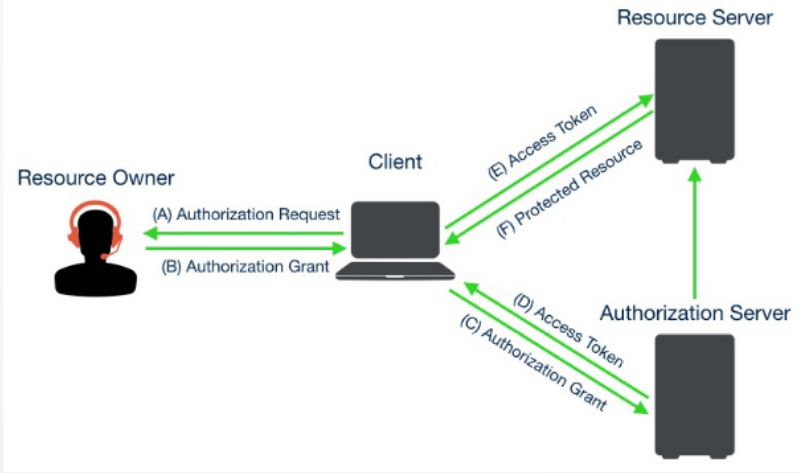 Resource Server
(E) Access Token
Client
(F) Protected Resource
Resource Owner
(A) Authorization Request
(B) Authorization Grant
(D) Access Token
Authorization Server
(C) Authorization Grant